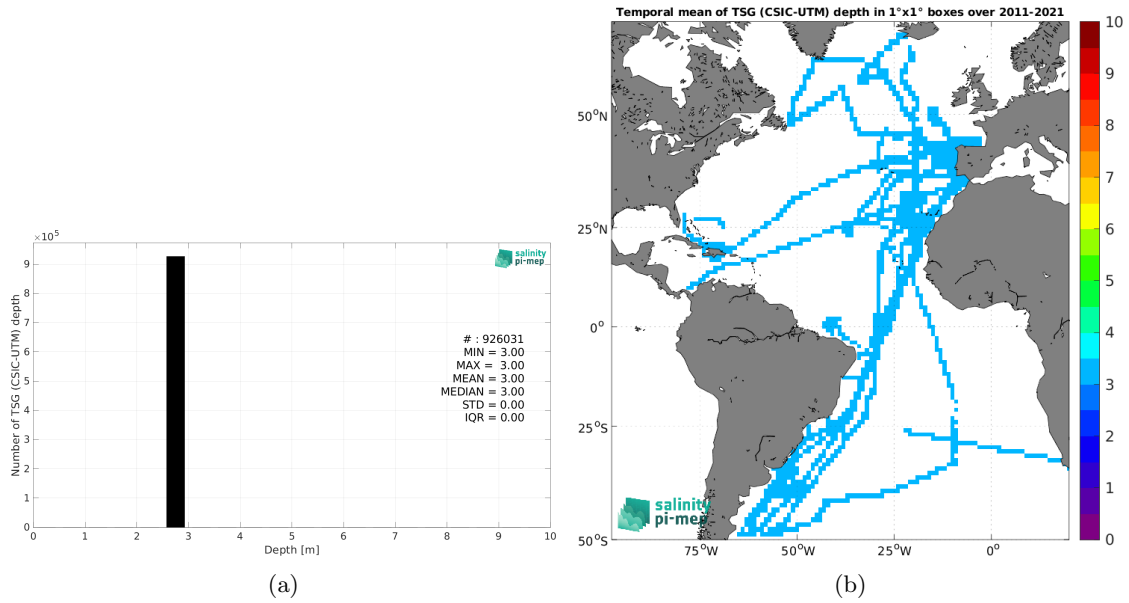 ×10⁵
9
8
7
6
5
4
3
2
1
0
Number of TSG (CSIC-UTM) depth
salinity
pi-mep
# : 926031
MIN = 3.00
MAX = 3.00
MEAN = 3.00
MEDIAN = 3.00
STD = 0.00
IQR = 0.00
0 1 2 3 4 5 6 7 8 9 10
Depth [m]
(a)
Temporal mean of TSG (CSIC-UTM) depth in 1°x1° boxes over 2011-2021
50°N
25°N
0°
25°S
50°S
75°W 50°W 25°W 0°
salinity
pi-mep
10
9
8
7
6
5
4
3
2
1
0
(b)